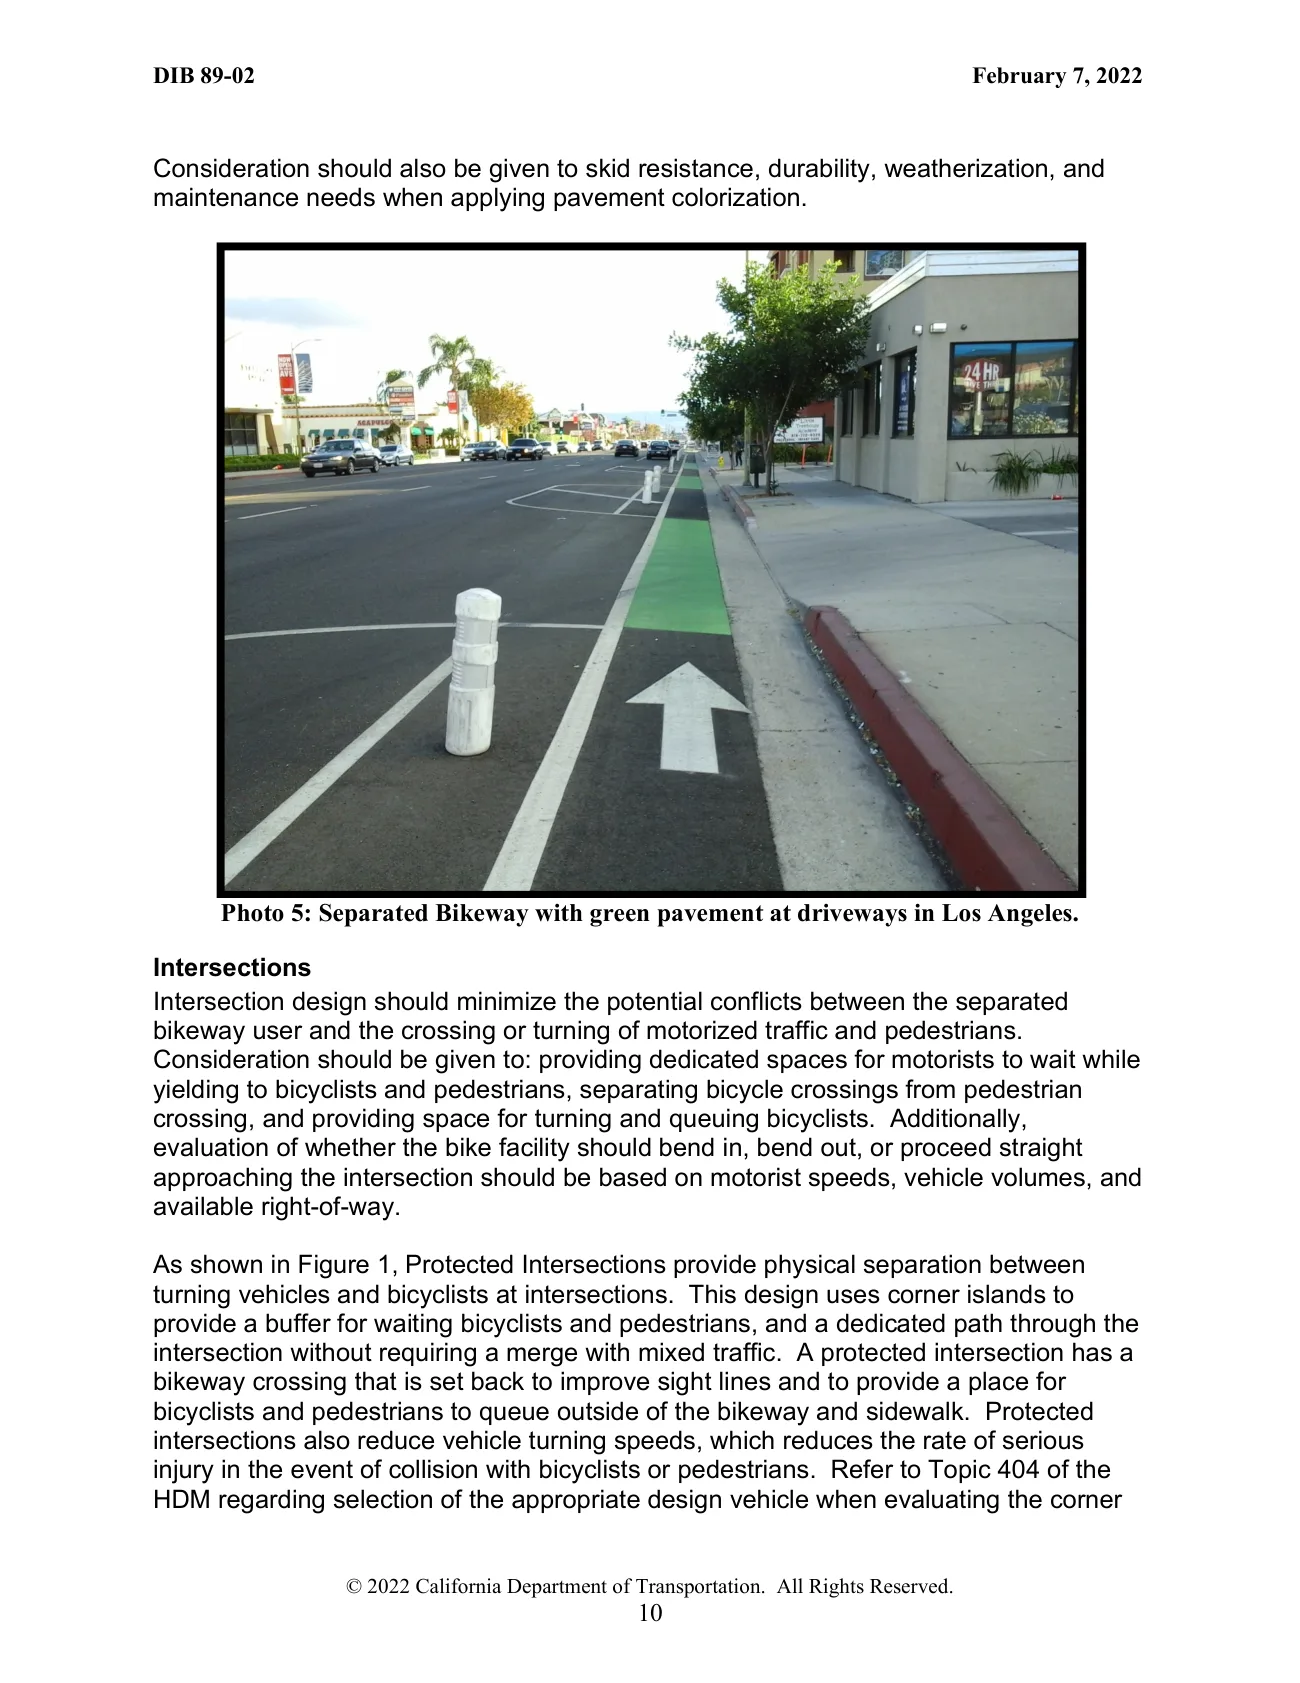 DIB 89-02 February 7, 2022
Consideration should also be given to skid resistance, durability, weatherization, and
maintenance needs when applying pavement colorization.
24 HR
Photo 5: Separated Bikeway with green pavement at driveways in Los Angeles.
Intersections
Intersection design should minimize the potential conflicts between the separated
bikeway user and the crossing or turning of motorized traffic and pedestrians.
Consideration should be given to: providing dedicated spaces for motorists to wait while
yielding to bicyclists and pedestrians, separating bicycle crossings from pedestrian
crossing, and providing space for turning and queuing bicyclists.  Additionally,
evaluation of whether the bike facility should bend in, bend out, or proceed straight
approaching the intersection should be based on motorist speeds, vehicle volumes, and
available right-of-way.
As shown in Figure 1, Protected Intersections provide physical separation between
turning vehicles and bicyclists at intersections.  This design uses corner islands to
provide a buffer for waiting bicyclists and pedestrians, and a dedicated path through the
intersection without requiring a merge with mixed traffic.  A protected intersection has a
bikeway crossing that is set back to improve sight lines and to provide a place for
bicyclists and pedestrians to queue outside of the bikeway and sidewalk.  Protected
intersections also reduce vehicle turning speeds, which reduces the rate of serious
injury in the event of collision with bicyclists or pedestrians.  Refer to Topic 404 of the
HDM regarding selection of the appropriate design vehicle when evaluating the corner
© 2022 California Department of Transportation.  All Rights Reserved.
10